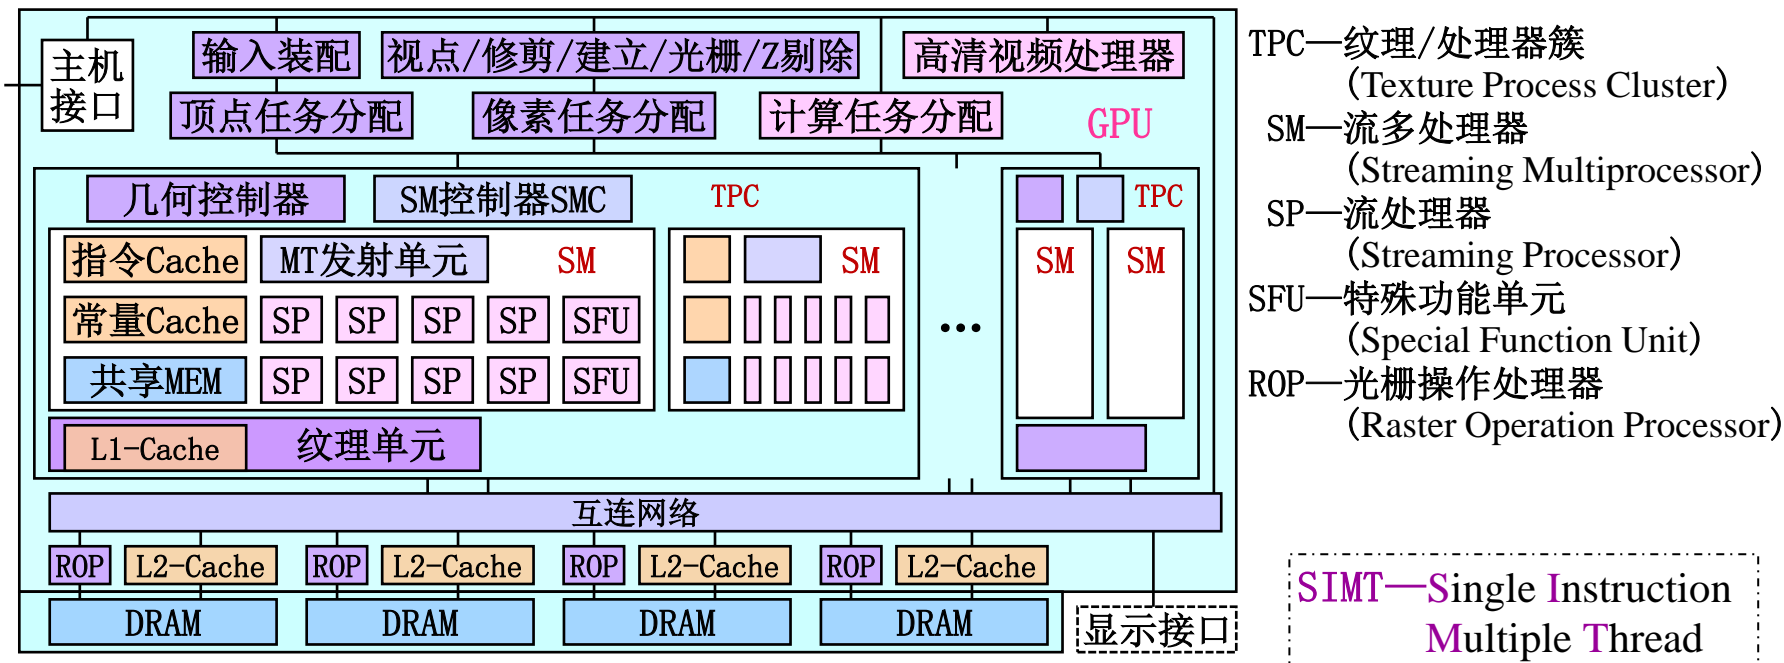 主机
接口
输入装配
视点/修剪/建立/光栅/Z剔除
高清视频处理器
顶点任务分配
像素任务分配
计算任务分配
GPU
几何控制器
SM控制器SMC
TPC
TPC
指令Cache
MT发射单元
SM
SM
SM
SM
常量Cache
SP
SP
SP
SP
SFU
...
共享MEM
SP
SP
SP
SP
SFU
L1-Cache
纹理单元
互连网络
ROP
L2-Cache
ROP
L2-Cache
ROP
L2-Cache
ROP
L2-Cache
DRAM
DRAM
DRAM
DRAM
显示接口
TPC—纹理/处理器簇
(Texture Process Cluster)
SM—流多处理器
(Streaming Multiprocessor)
SP—流处理器
(Streaming Processor)
SFU—特殊功能单元
(Special Function Unit)
ROP—光栅操作处理器
(Raster Operation Processor)
SIMT—Single Instruction
Multiple Thread